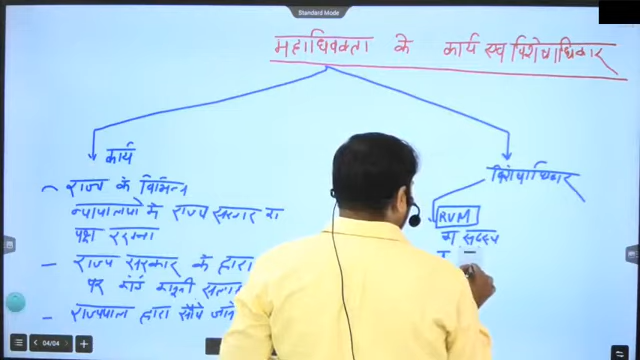 Standard Mode
महाधिवक्ता के कार्य एवं विशेषाधिकार
कार्य
विशेषाधिकार
राज्य के विभिन्न
न्यायालयों में राज्य सरकार का
पक्ष रखना
RVM
का सदस्य
– राज्य सरकार के द्वारा
पर कोई कानूनी सलाह
– राज्यपाल द्वारा सौंपे जाने
04/04